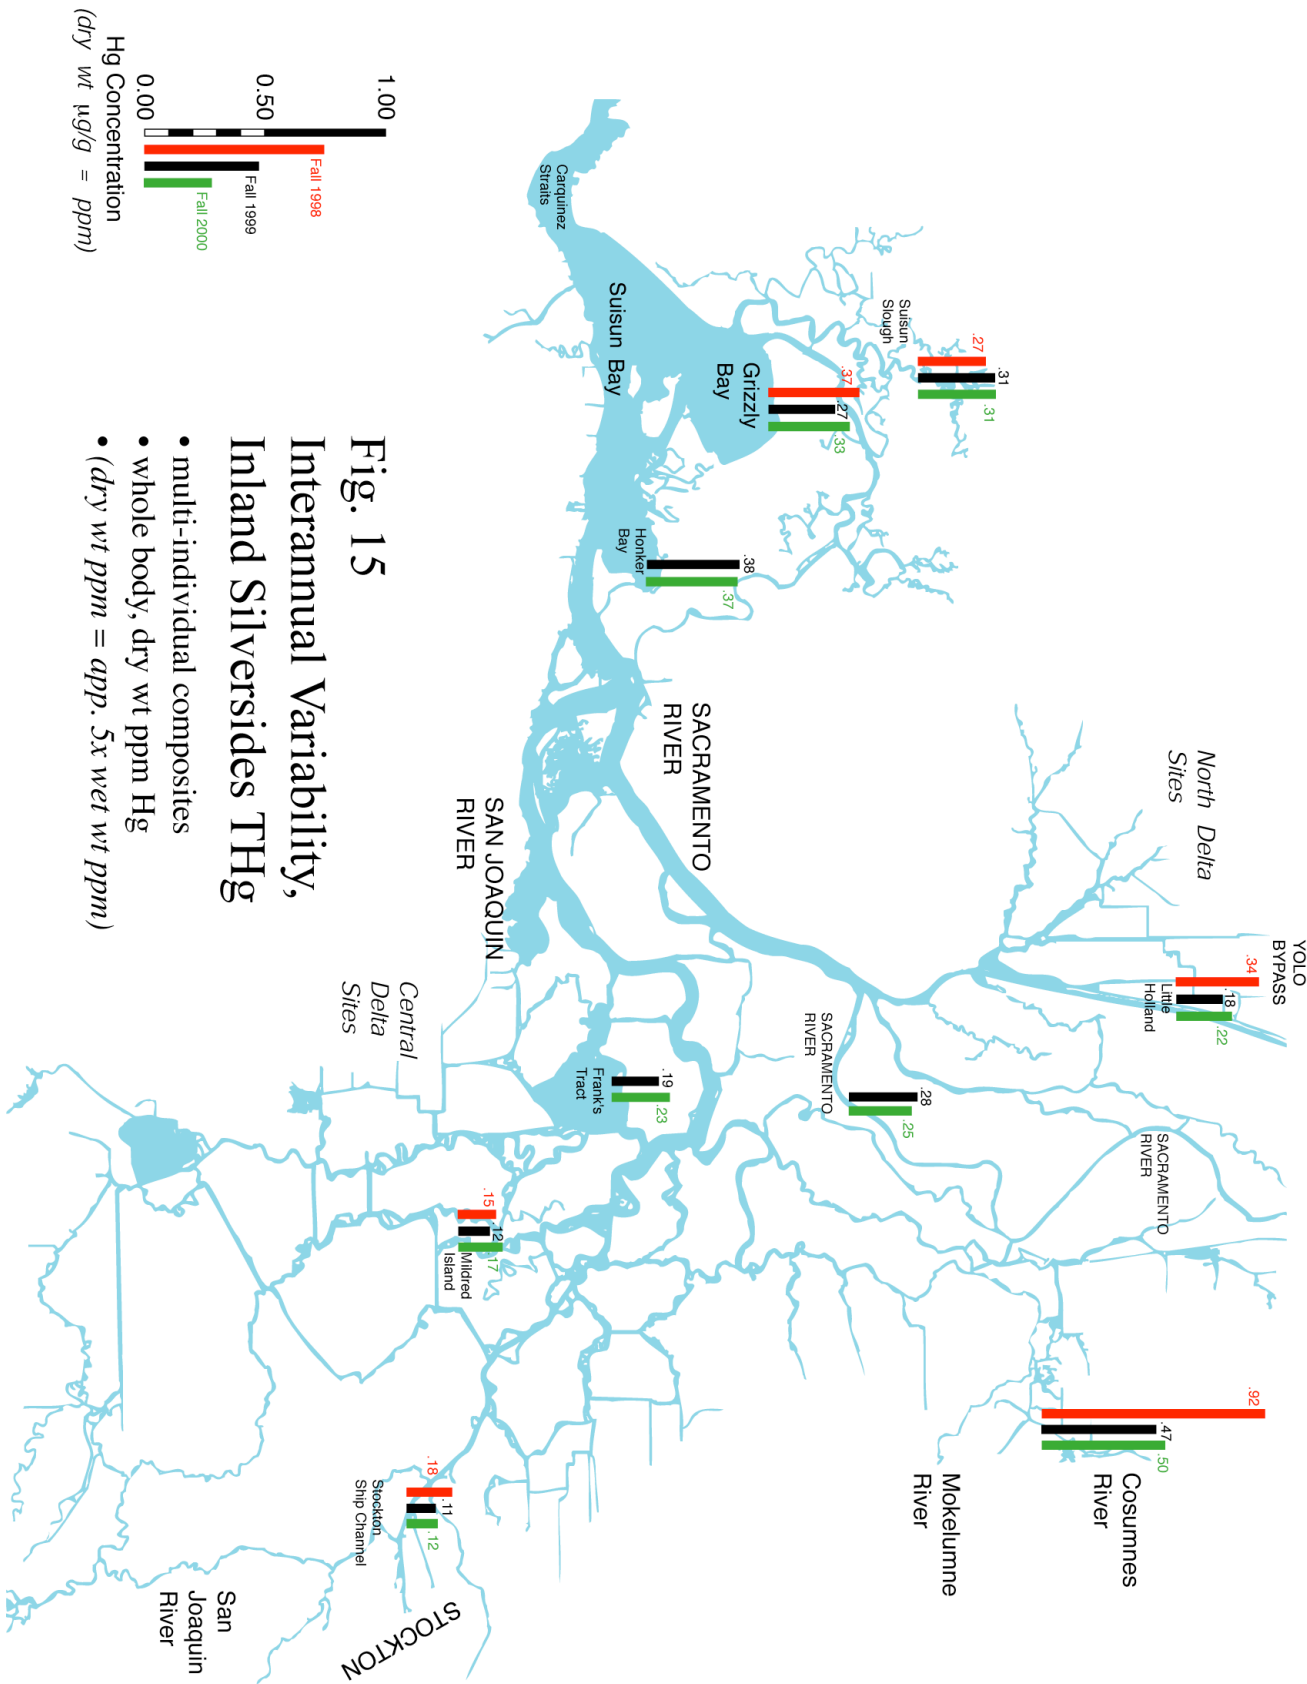 YOLO
BYPASS
.34
.18
.22
Little
Holland
North Delta
Sites
.92
.47
.50
Cosumnes
River
Mokelumne
River
SACRAMENTO
RIVER
.27
.31
.31
Suisun
Slough
.28
.25
SACRAMENTO
RIVER
.37
.27
.33
Grizzly
Bay
SACRAMENTO
RIVER
.38
.37
Honker
Bay
Suisun Bay
Carquinez
Straits
.19
.23
Frank's
Tract
SAN JOAQUIN
RIVER
.15
.12
.17
Mildred
Island
Central
Delta
Sites
.18
.11
.12
Stockton
Ship Channel
STOCKTON
San
Joaquin
River
Fig. 15
Interannual Variability,
Inland Silversides THg
• multi-individual composites
• whole body, dry wt ppm Hg
• (dry wt ppm = app. 5x wet wt ppm)
1.00
0.50
0.00
Fall 1998
Fall 1999
Fall 2000
Hg Concentration
(dry wt µg/g = ppm)